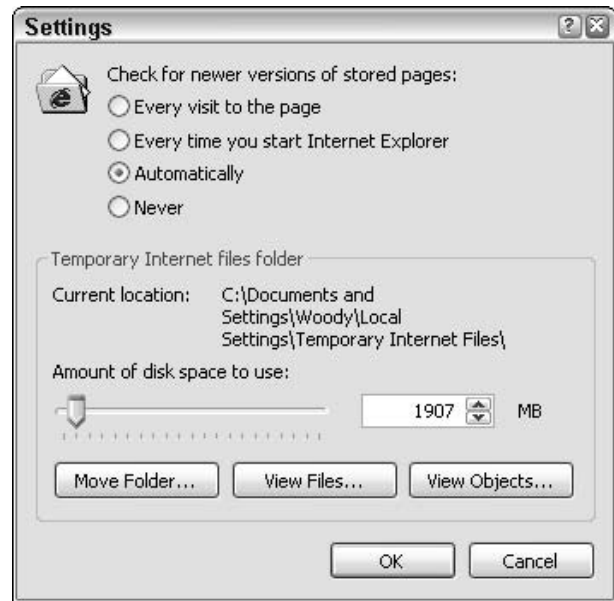 Settings
Check for newer versions of stored pages:
Every visit to the page
Every time you start Internet Explorer
Automatically
Never
Temporary Internet files folder
Current location: C:\Documents and
Settings\Woody\Local
Settings\Temporary Internet Files\
Amount of disk space to use:
1907 MB
Move Folder... View Files... View Objects...
OK Cancel